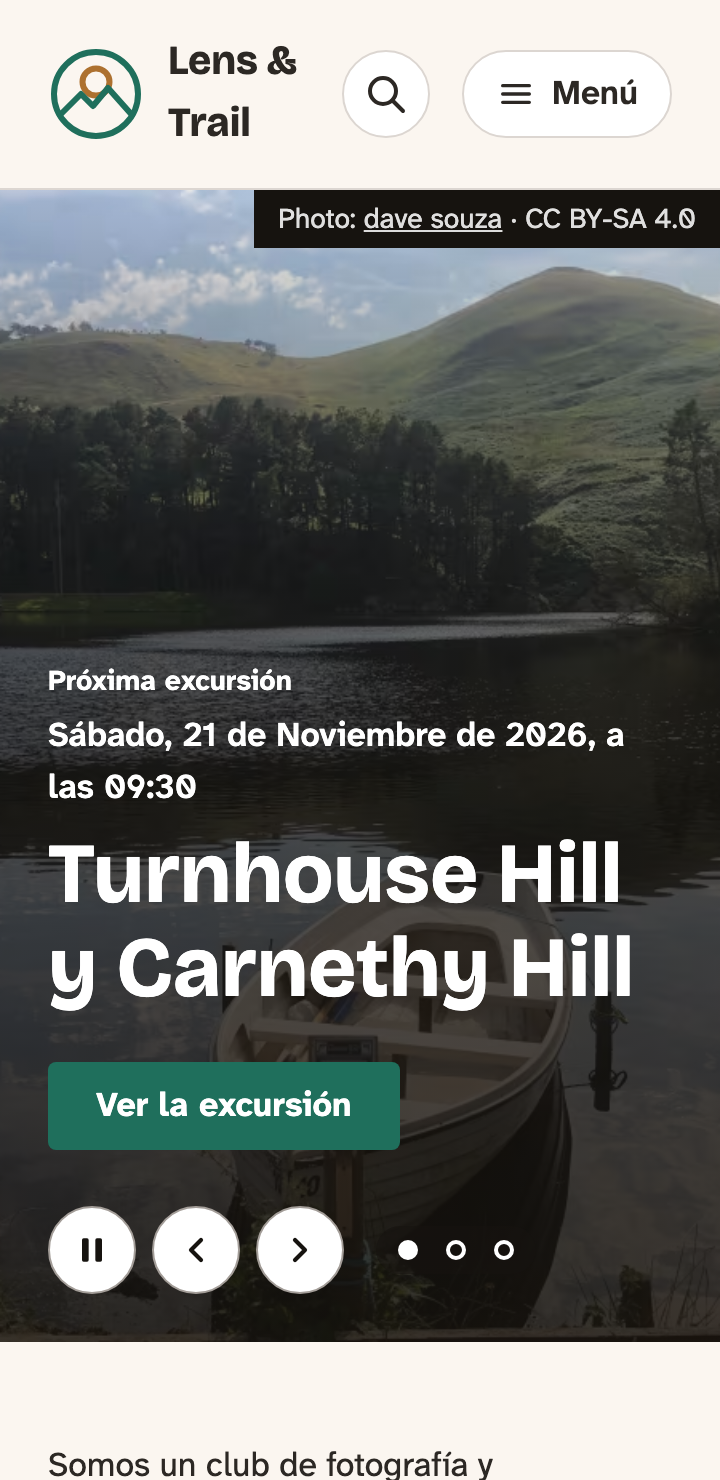 Lens &
Trail
Menú
Photo: dave souza · CC BY-SA 4.0
Próxima excursión
Sábado, 21 de Noviembre de 2026, a
las 09:30
Turnhouse Hill
y Carnethy Hill
Ver la excursión
Somos un club de fotografía y